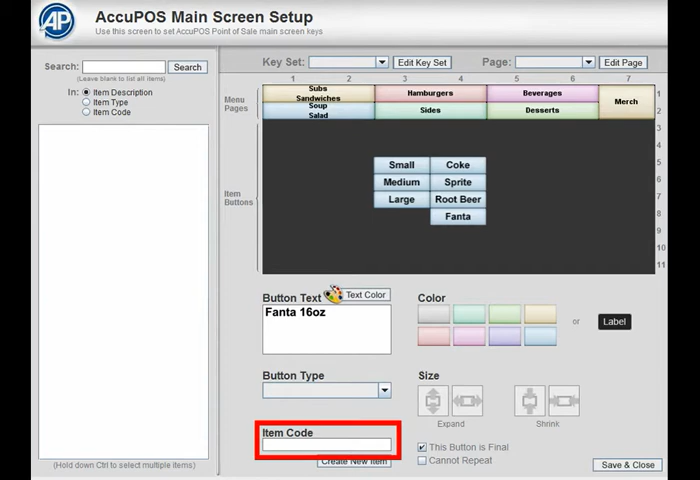 AP
AccuPOS Main Screen Setup
Use this screen to set AccuPOS Point of Sale main screen keys
Search:
Search
(Leave blank to list all items)
In:
Item Description
Item Type
Item Code
(Hold down Ctrl to select multiple items)
Key Set:
Edit Key Set
Page:
Edit Page
1 2 3 4 5 6 7
Menu
Pages
Subs
Sandwiches
Hamburgers
Beverages
Merch
1
Soup
Salad
Sides
Desserts
2
Item
Buttons
3
4
Small Coke 5
Medium Sprite 6
Large Root Beer 7
Fanta 8
9
10
11
Button Text
Text Color
Fanta 16oz
Color
or
Label
Button Type
Size
Expand
Shrink
Item Code
Create New Item
This Button is Final
Cannot Repeat
Save & Close